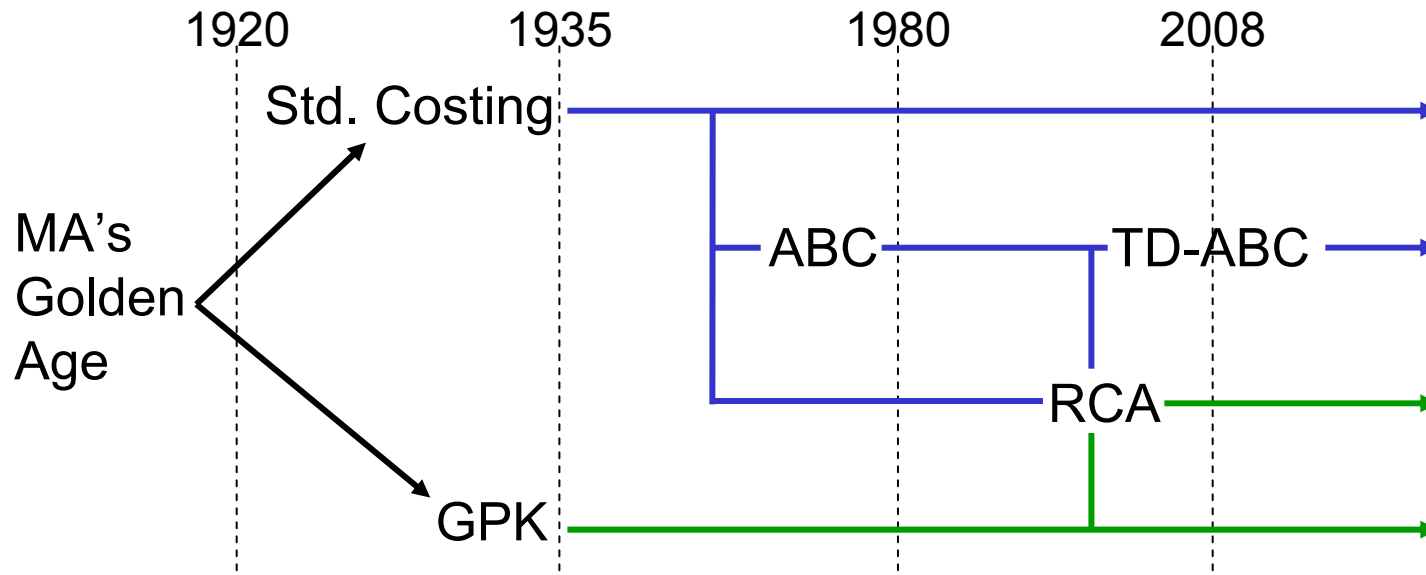 1920 1935 1980 2008
Std. Costing
MA's
Golden
Age
ABC TD-ABC
RCA
GPK